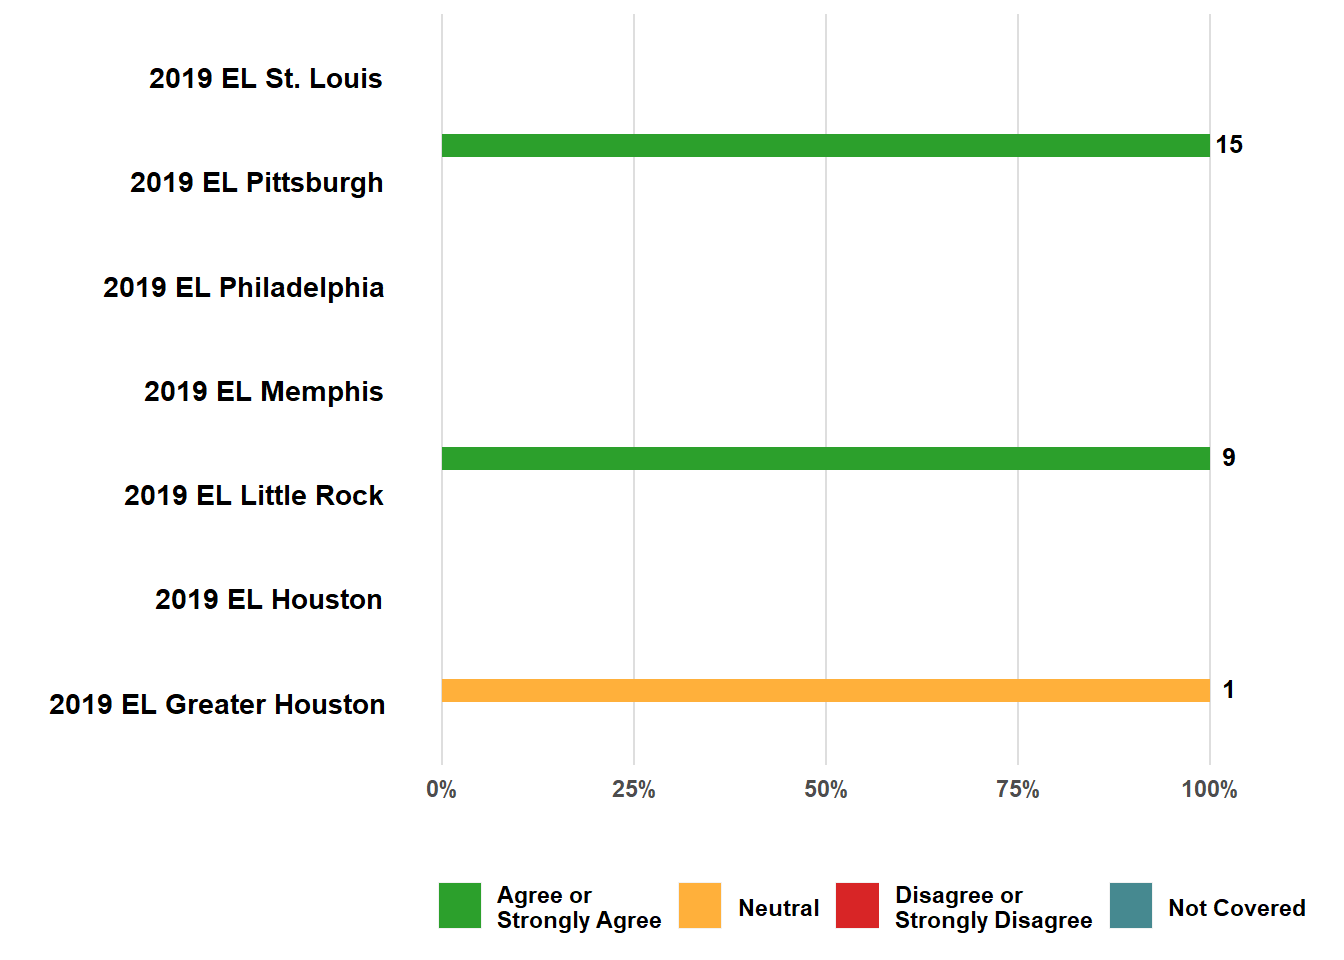 2019 EL St. Louis
15
2019 EL Pittsburgh
2019 EL Philadelphia
2019 EL Memphis
9
2019 EL Little Rock
2019 EL Houston
1
2019 EL Greater Houston
0% 25% 50% 75% 100%
Agree or
Strongly Agree
Neutral
Disagree or
Strongly Disagree
Not Covered